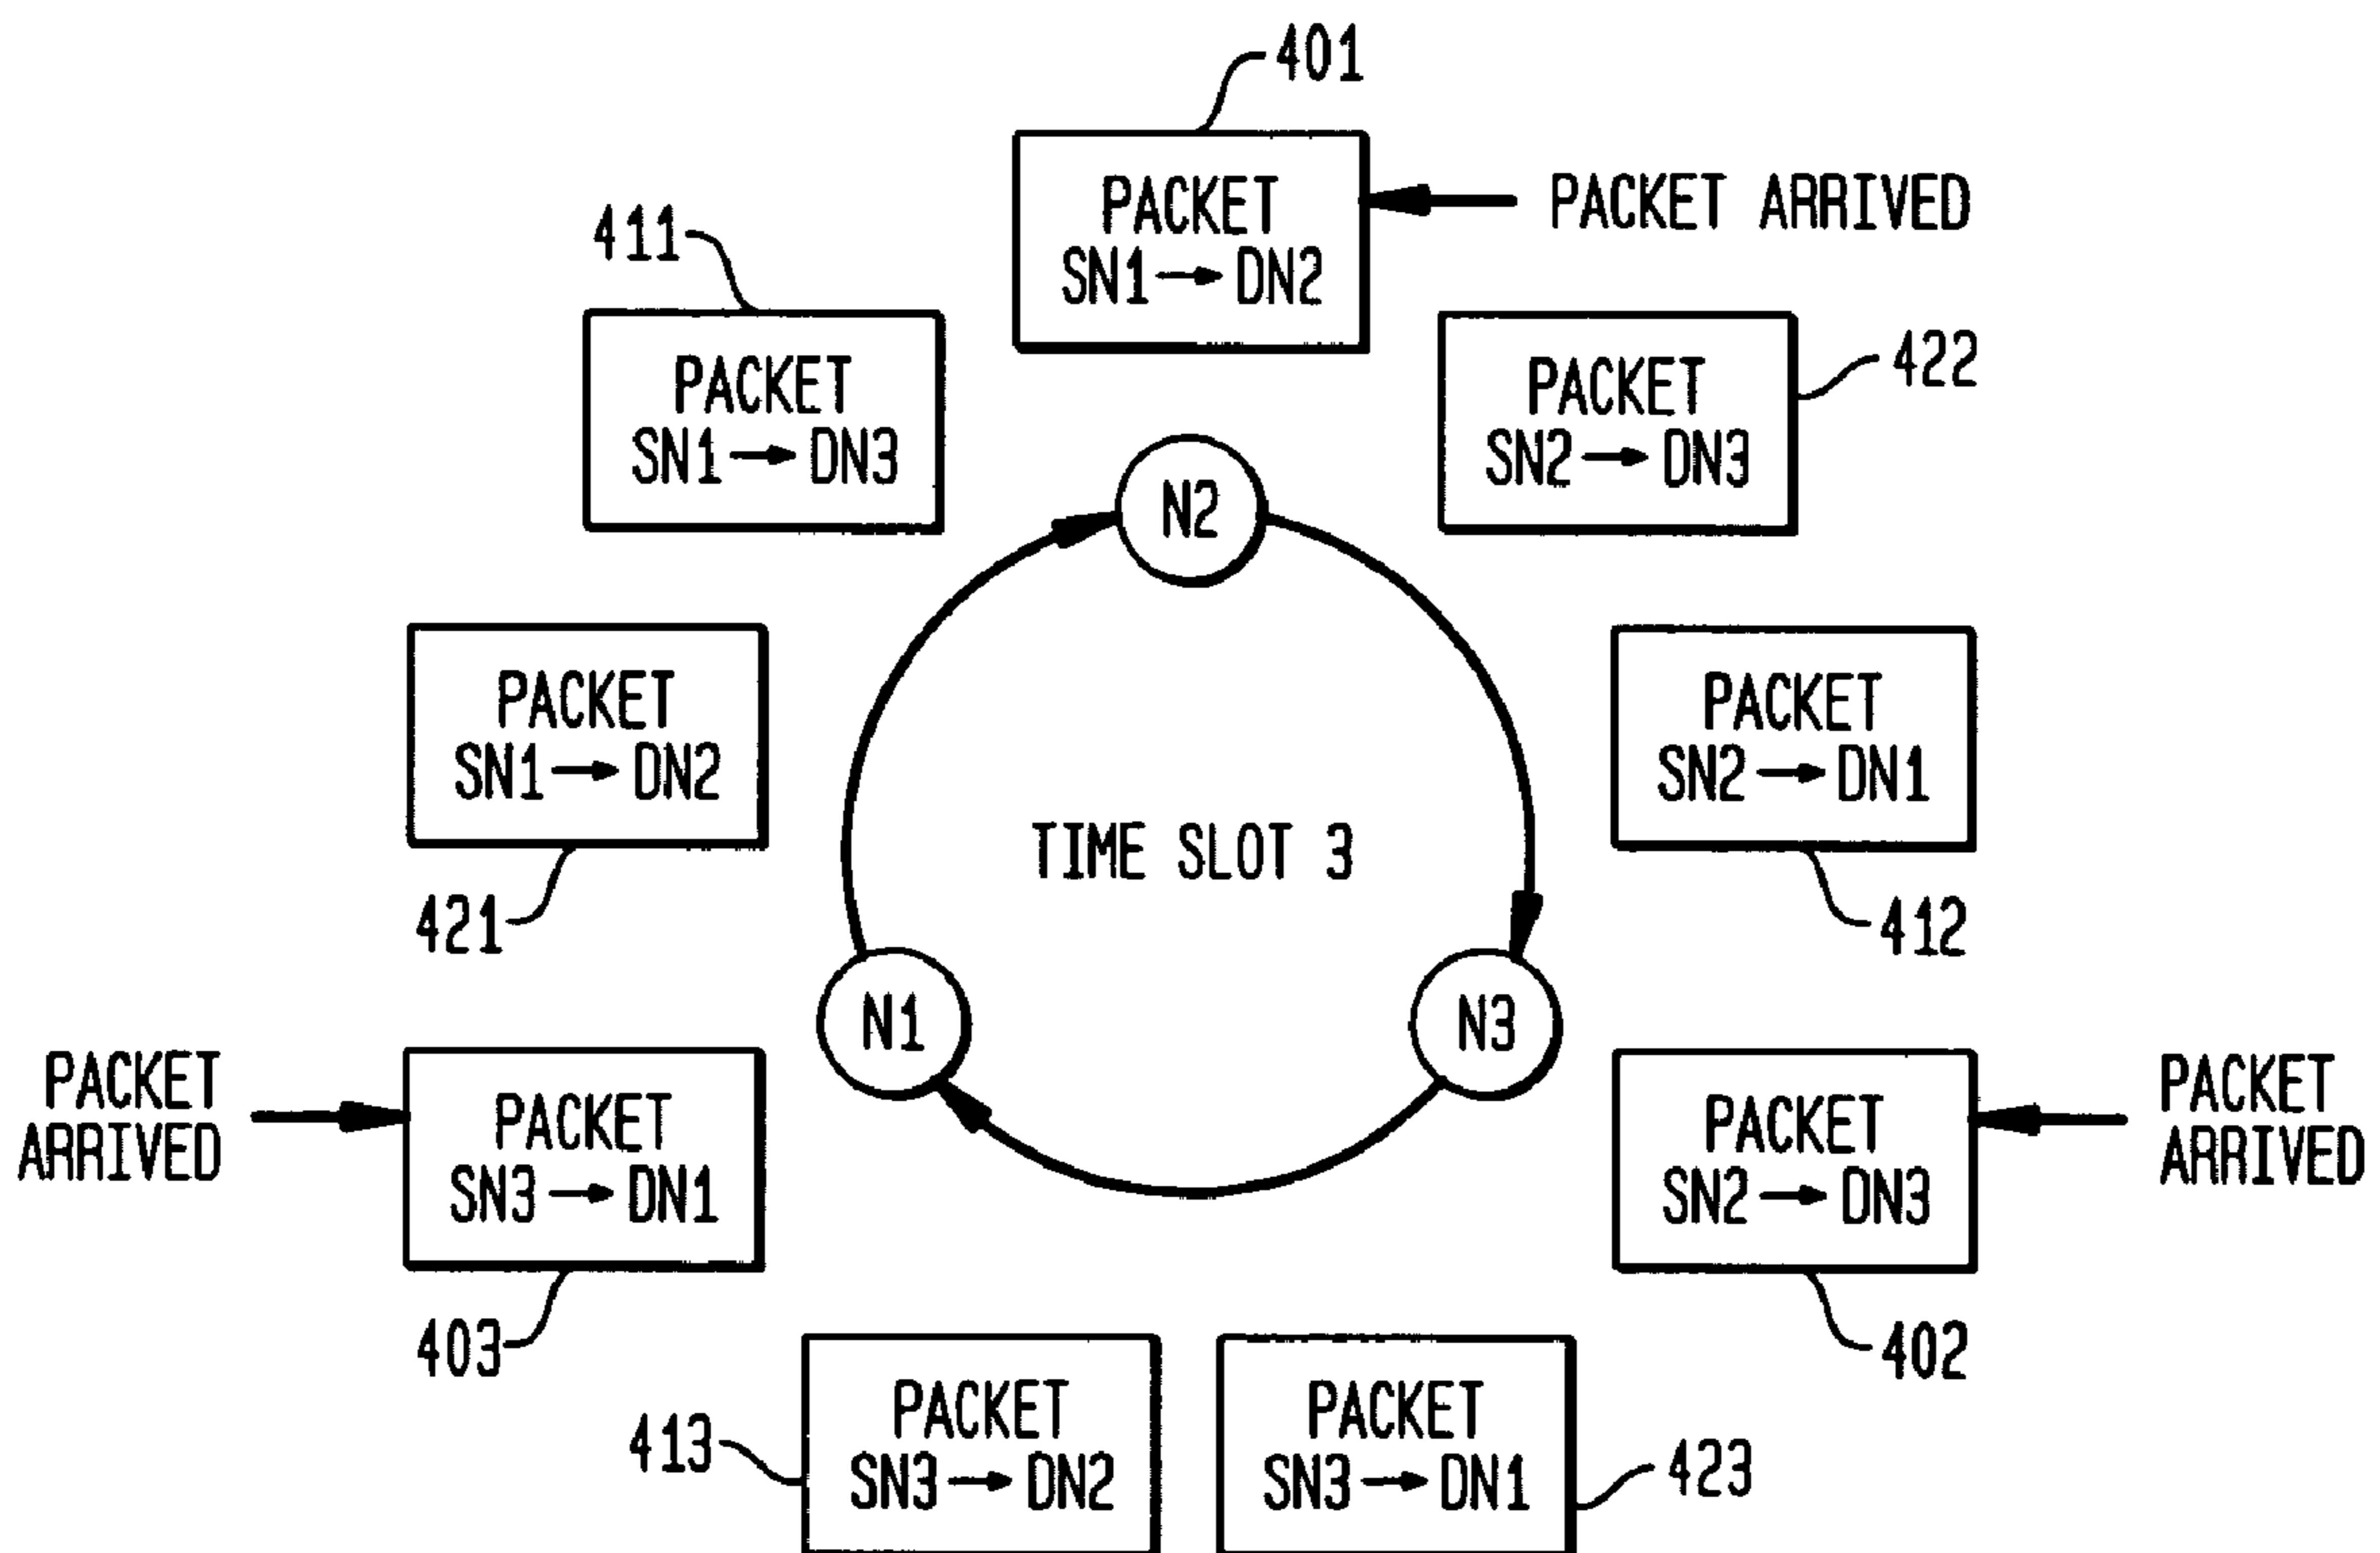 401
PACKET
SN1 → DN2
PACKET ARRIVED
411
PACKET
SN1 → DN3
422
PACKET
SN2 → DN3
N2
421
PACKET
SN1 → DN2
412
PACKET
SN2 → DN1
TIME SLOT 3
N1
N3
PACKET
ARRIVED
403
PACKET
SN3 → DN1
402
PACKET
SN2 → DN3
PACKET
ARRIVED
413
PACKET
SN3 → DN2
423
PACKET
SN3 → DN1